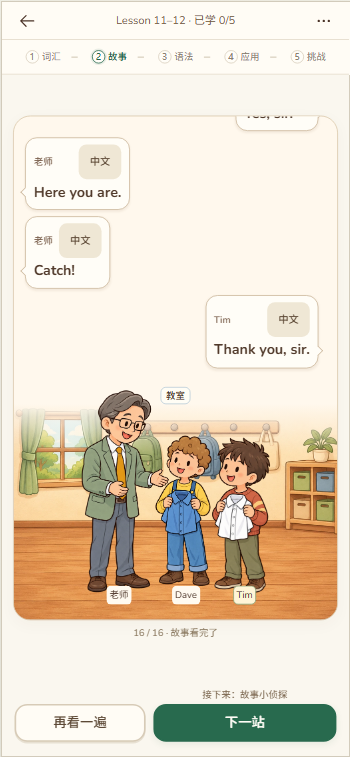 Lesson 11–12 · 已学 0/5
1 词汇 2 故事 3 语法 4 应用 5 挑战
Yes, sir.
老师 中文
Here you are.
老师 中文
Catch!
Tim 中文
Thank you, sir.
教室
老师 Dave Tim
16 / 16 · 故事看完了
接下来：故事小侦探
再看一遍 下一站